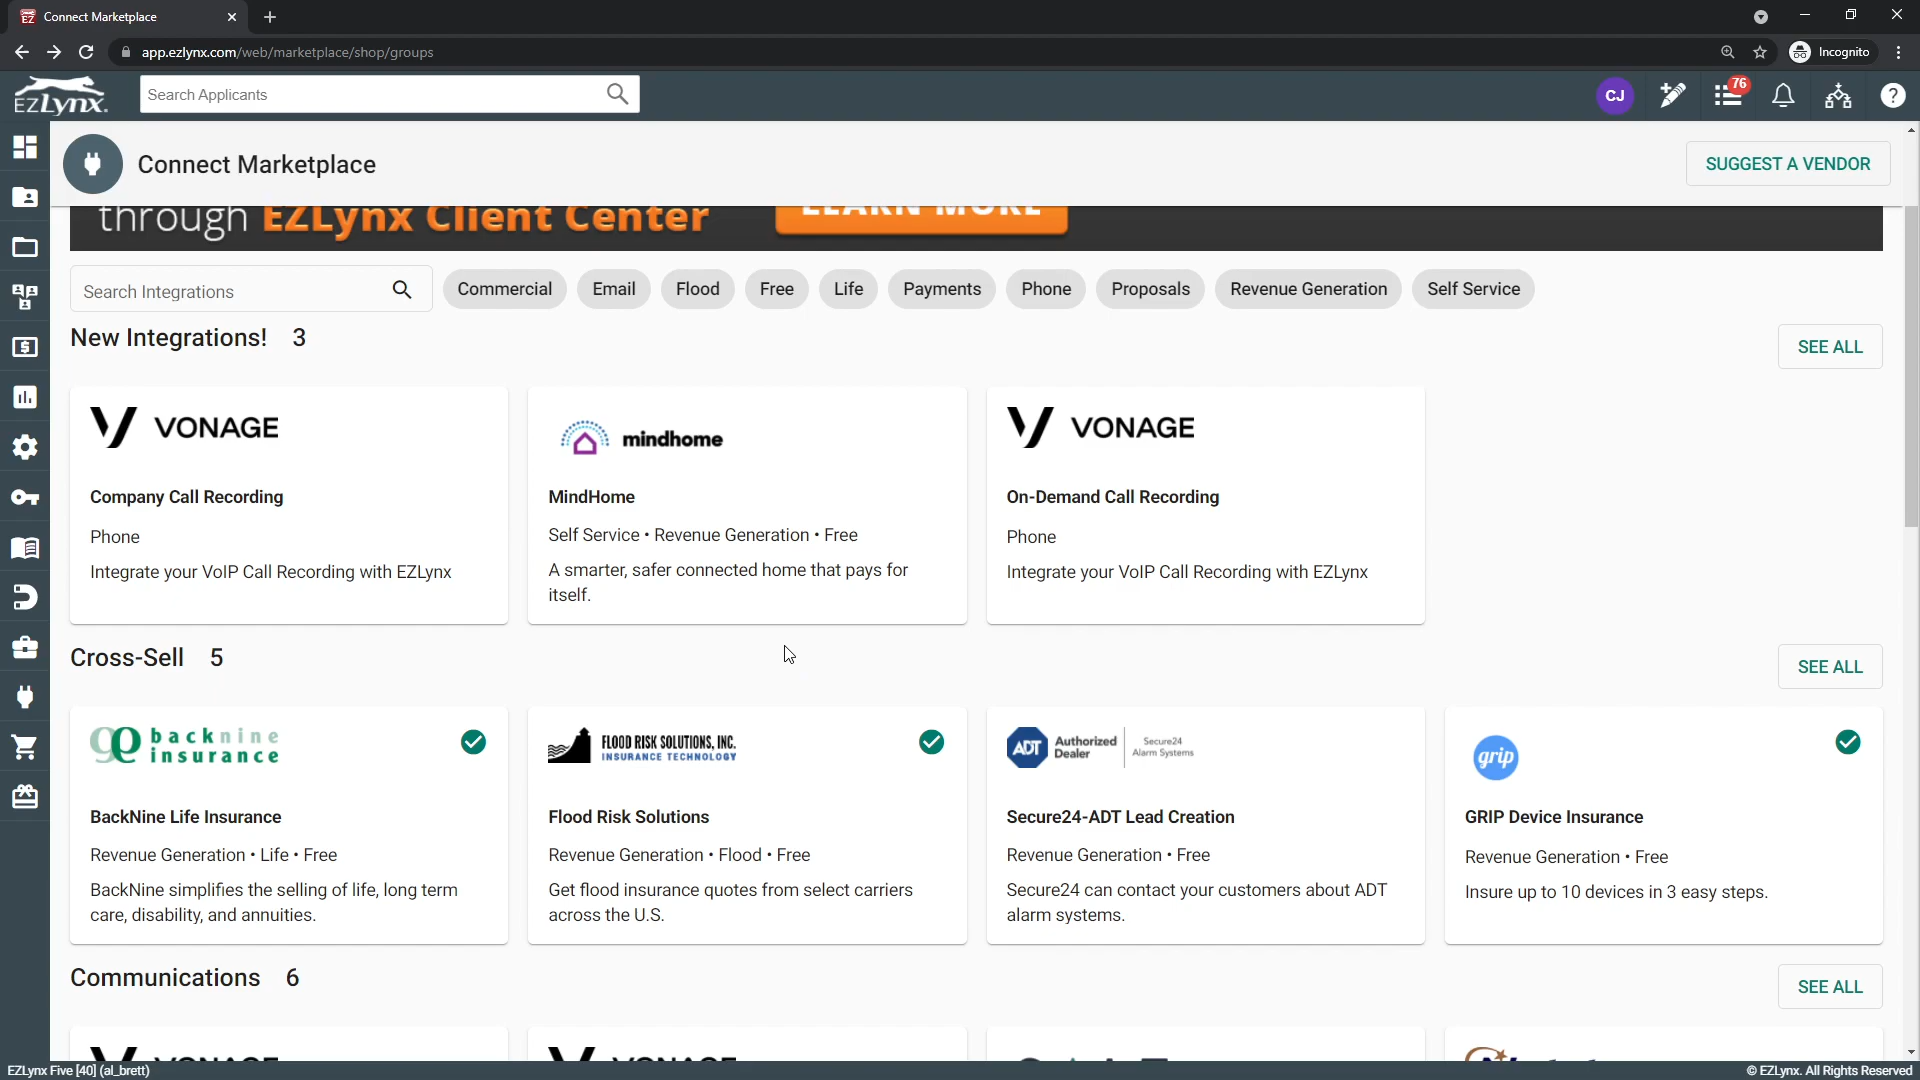 EZ Connect Marketplace
app.ezlynx.com/web/marketplace/shop/groups
Incognito
EZLynx.
Search Applicants
CJ
76
?
Connect Marketplace
SUGGEST A VENDOR
through EZLynx Client Center
LEARN MORE
Search Integrations
Commercial
Email
Flood
Free
Life
Payments
Phone
Proposals
Revenue Generation
Self Service
New Integrations! 3
SEE ALL
VONAGE
Company Call Recording
Phone
Integrate your VoIP Call Recording with EZLynx
mindhome
MindHome
Self Service • Revenue Generation • Free
A smarter, safer connected home that pays for
itself.
VONAGE
On-Demand Call Recording
Phone
Integrate your VoIP Call Recording with EZLynx
Cross-Sell 5
SEE ALL
backnine
insurance
BackNine Life Insurance
Revenue Generation • Life • Free
BackNine simplifies the selling of life, long term
care, disability, and annuities.
FLOOD RISK SOLUTIONS, INC.
INSURANCE TECHNOLOGY
Flood Risk Solutions
Revenue Generation • Flood • Free
Get flood insurance quotes from select carriers
across the U.S.
ADT Authorized Dealer
Secure24 Alarm Systems
Secure24-ADT Lead Creation
Revenue Generation • Free
Secure24 can contact your customers about ADT
alarm systems.
grip
GRIP Device Insurance
Revenue Generation • Free
Insure up to 10 devices in 3 easy steps.
Communications 6
SEE ALL
VONAGE
VONAGE
EZLynx Five [40] (al_brett)
© EZLynx. All Rights Reserved